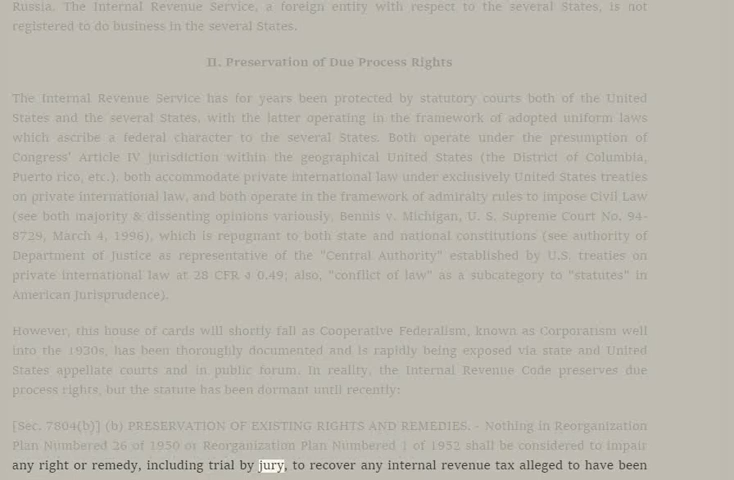 Russia. The Internal Revenue Service, a foreign entity with respect to the several States, is not
registered to do business in the several States.
II. Preservation of Due Process Rights
The Internal Revenue Service has for years been protected by statutory courts both of the United
States and the several States, with the latter operating in the framework of adopted uniform laws
which ascribe a federal character to the several States. Both operate under the presumption of
Congress' Article IV jurisdiction within the geographical United States (the District of Columbia,
Puerto rico, etc.), both accommodate private international law under exclusively United States treaties
on private international law, and both operate in the framework of admiralty rules to impose Civil Law
(see both majority & dissenting opinions variously, Bennis v. Michigan, U. S. Supreme Court No. 94-
8729, March 4, 1996), which is repugnant to both state and national constitutions (see authority of
Department of Justice as representative of the "Central Authority" established by U.S. treaties on
private international law at 28 CFR ¢ 0.49; also, "conflict of law" as a subcategory to "statutes" in
American Jurisprudence).
However, this house of cards will shortly fall as Cooperative Federalism, known as Corporatism well
into the 1930s, has been thoroughly documented and is rapidly being exposed via state and United
States appellate courts and in public forum. In reality, the Internal Revenue Code preserves due
process rights, but the statute has been dormant until recently:
[Sec. 7804(b)] (b) PRESERVATION OF EXISTING RIGHTS AND REMEDIES. - Nothing in Reorganization
Plan Numbered 26 of 1950 or Reorganization Plan Numbered 1 of 1952 shall be considered to impair
any right or remedy, including trial by jury, to recover any internal revenue tax alleged to have been